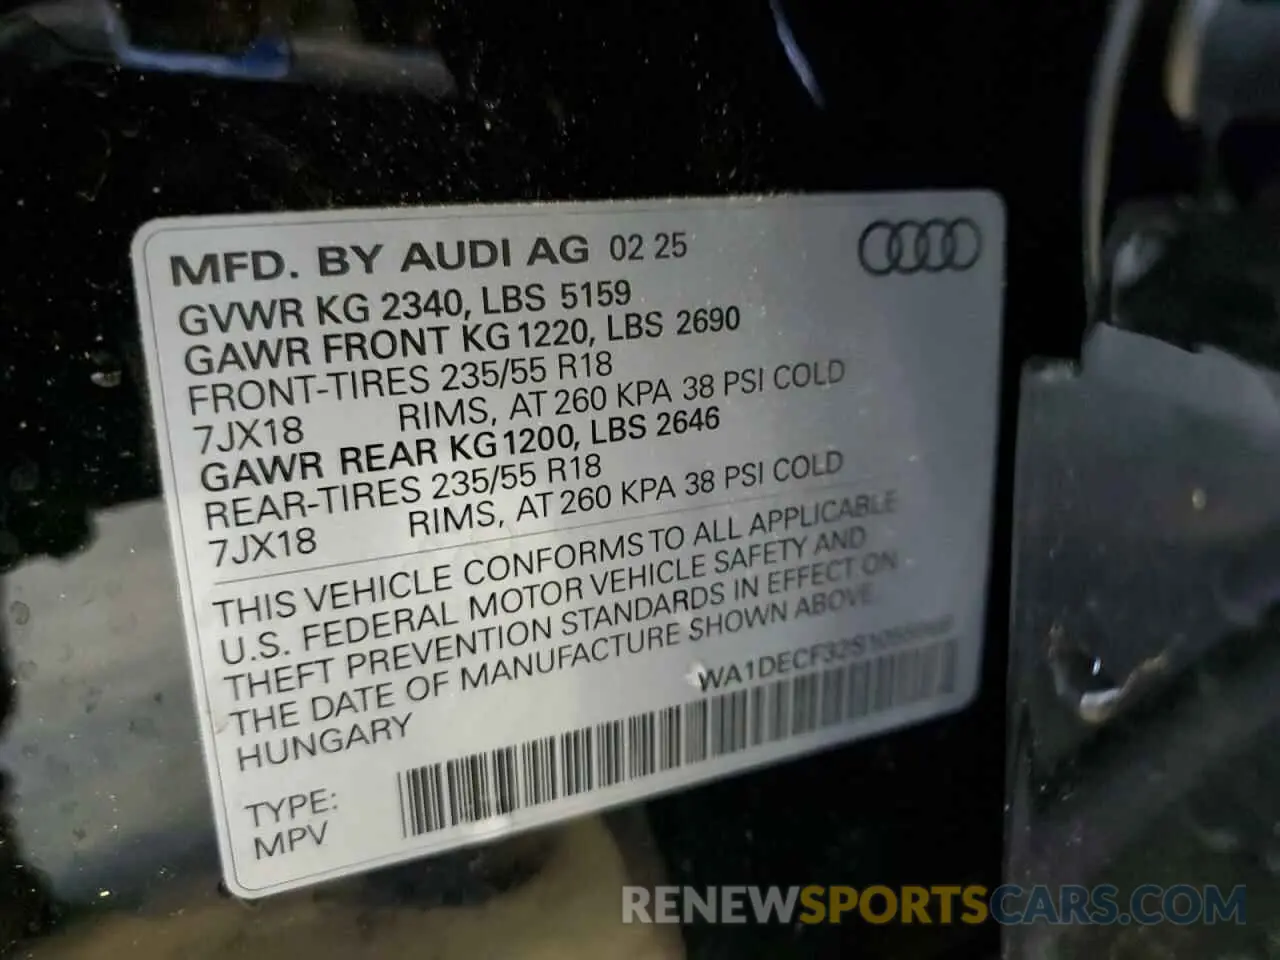 MFD. BY AUDI AG 02 25
GVWR KG 2340, LBS 5159
GAWR FRONT KG 1220, LBS 2690
FRONT-TIRES 235/55 R18
7JX18 RIMS, AT 260 KPA 38 PSI COLD
GAWR REAR KG 1200, LBS 2646
REAR-TIRES 235/55 R18
7JX18 RIMS, AT 260 KPA 38 PSI COLD
THIS VEHICLE CONFORMS TO ALL APPLICABLE
U.S. FEDERAL MOTOR VEHICLE SAFETY AND
THEFT PREVENTION STANDARDS IN EFFECT ON
THE DATE OF MANUFACTURE SHOWN ABOVE.
HUNGARY
TYPE:
MPV
RENEWSPORTSCARS.COM